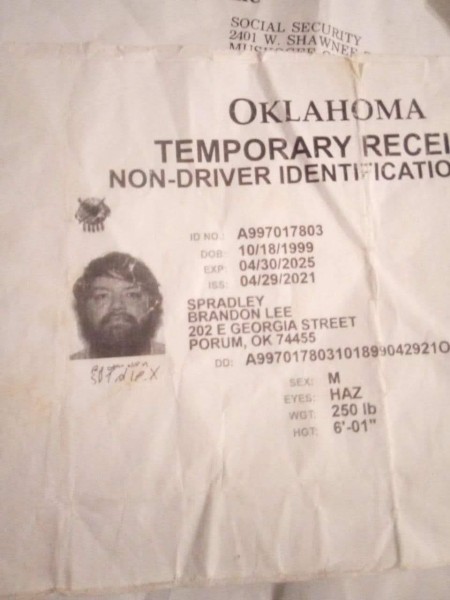 SOCIAL SECURITY
2401 W. SHAWNEE
OKLAHOMA
TEMPORARY RECEI
NON-DRIVER IDENTIFICATIO
ID NO.: A997017803
DOB: 10/18/1999
EXP: 04/30/2025
ISS: 04/29/2021
SPRADLEY
BRANDON LEE
202 E GEORGIA STREET
PORUM, OK 74455
DD: A9970178031018990429210
SEX: M
EYES: HAZ
WGT: 250 lb
HGT: 6'-01"